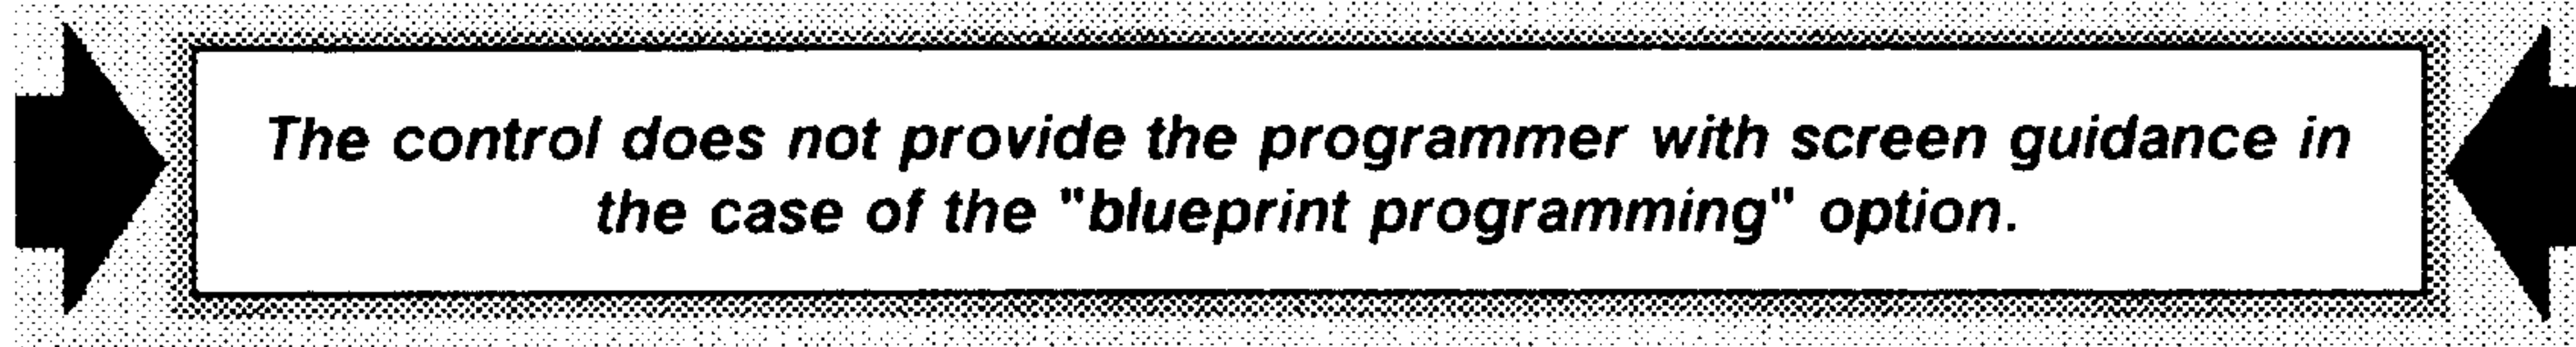 The control does not provide the programmer with screen guidance in
the case of the "blueprint programming" option.